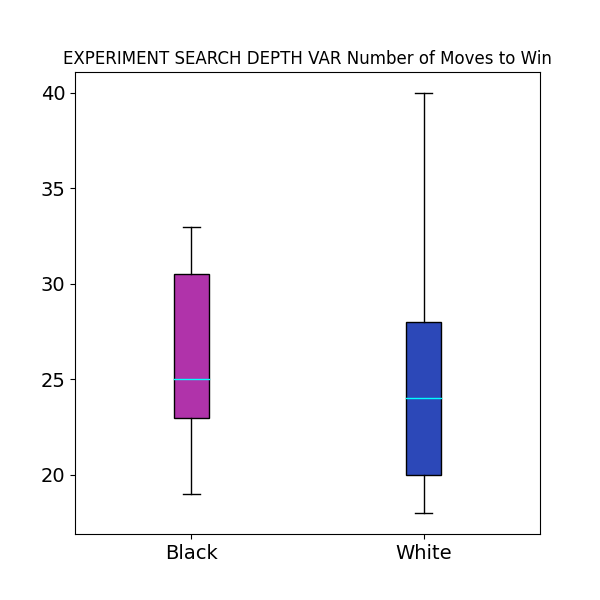 EXPERIMENT SEARCH DEPTH VAR Number of Moves to Win
40
35
30
25
20
Black White